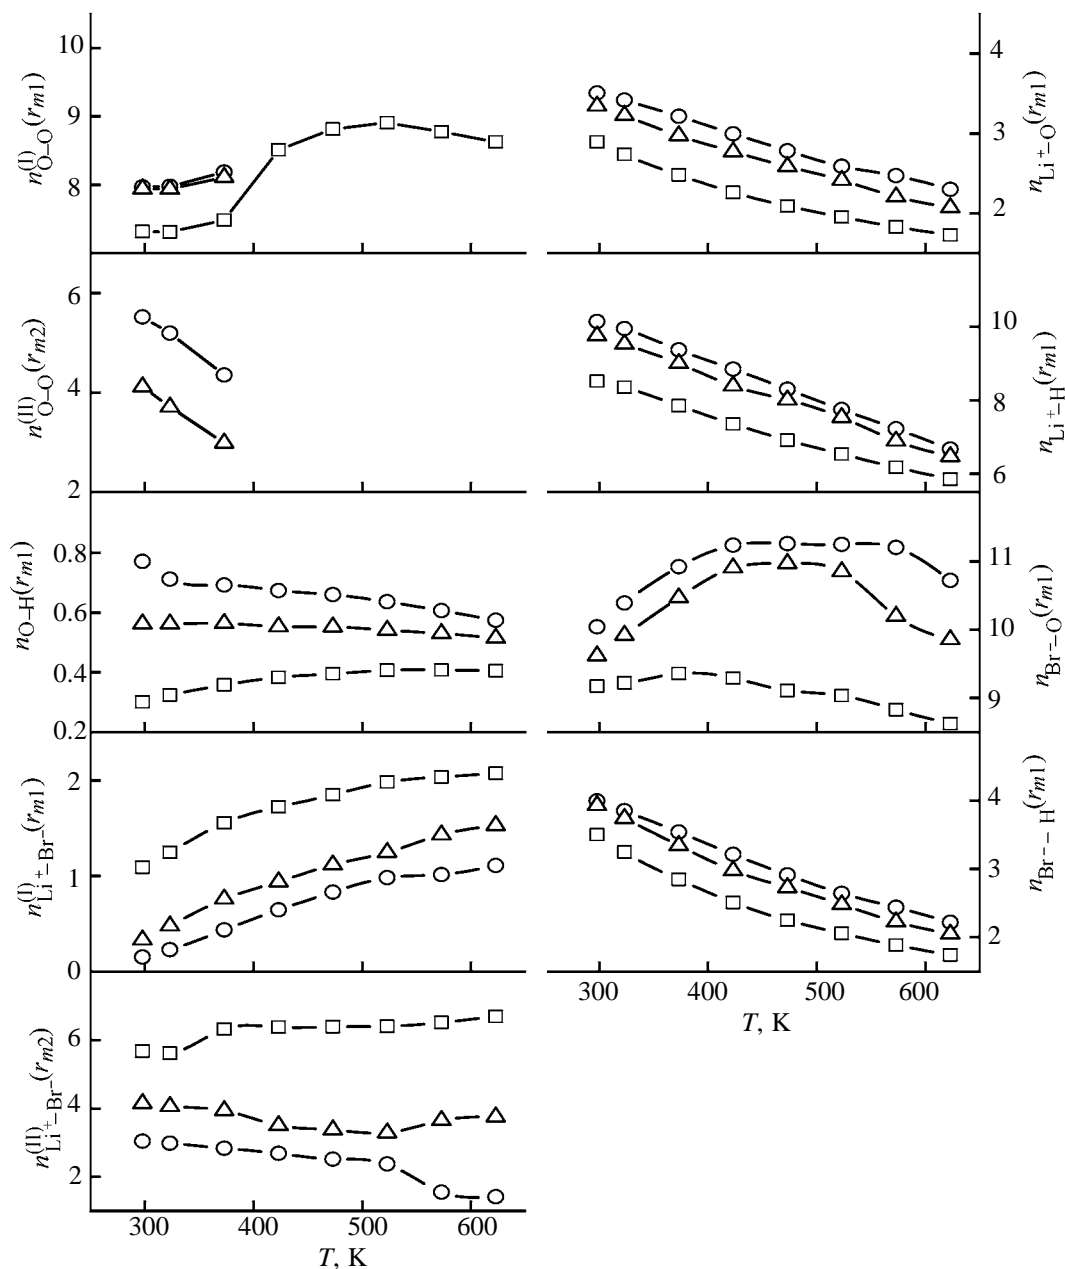 n(I)O–O(rm1)
10
9
8
n(II)O–O(rm2)
6
4
2
nO–H(rm1)
0.8
0.6
0.4
0.2
n(I)Li+–Br–(rm1)
2
1
0
n(II)Li+–Br–(rm2)
6
4
2
300 400 500 600
T, K
4
3
2
nLi+–O(rm1)
10
8
6
nLi+–H(rm1)
11
10
9
nBr––O(rm1)
4
3
2
nBr––H(rm1)
300 400 500 600
T, K